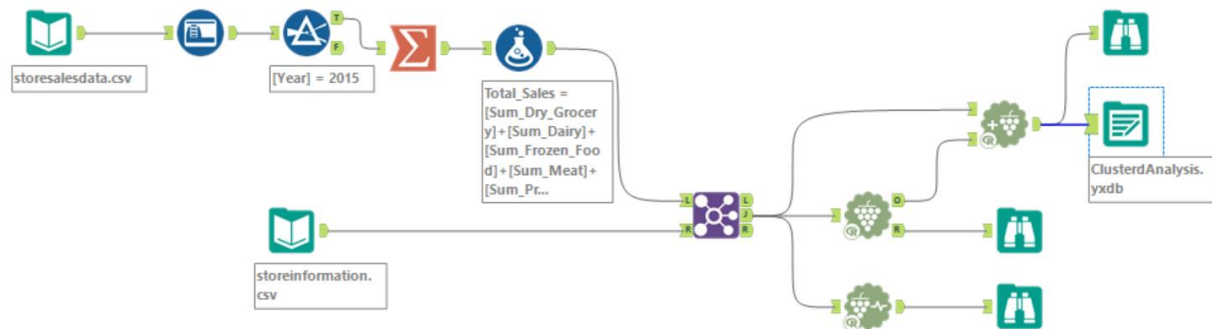 storesalesdata.csv
[Year] = 2015
T
F
Total_Sales =
[Sum_Dry_Grocer
y]+[Sum_Dairy]+
[Sum_Frozen_Foo
d]+[Sum_Meat]+
[Sum_Pr...
storeinformation.
csv
L
R
L
J
R
O
R
R
R
R
ClusterdAnalysis.
yxdb